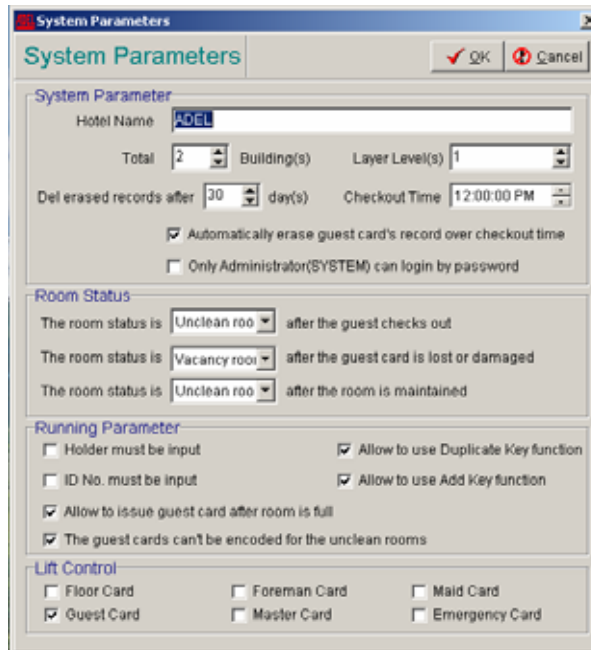 System Parameters
System Parameters OK Cancel
System Parameter
Hotel Name ADEL
Total 2 Building(s) Layer Level(s) 1
Del erased records after 30 day(s) Checkout Time 12:00:00 PM
Automatically erase guest card's record over checkout time
Only Administrator(SYSTEM) can login by password
Room Status
The room status is Unclean roo after the guest checks out
The room status is Vacancy roor after the guest card is lost or damaged
The room status is Unclean roo after the room is maintained
Running Parameter
Holder must be input Allow to use Duplicate Key function
ID No. must be input Allow to use Add Key function
Allow to issue guest card after room is full
The guest cards can't be encoded for the unclean rooms
Lift Control
Floor Card Foreman Card Maid Card
Guest Card Master Card Emergency Card